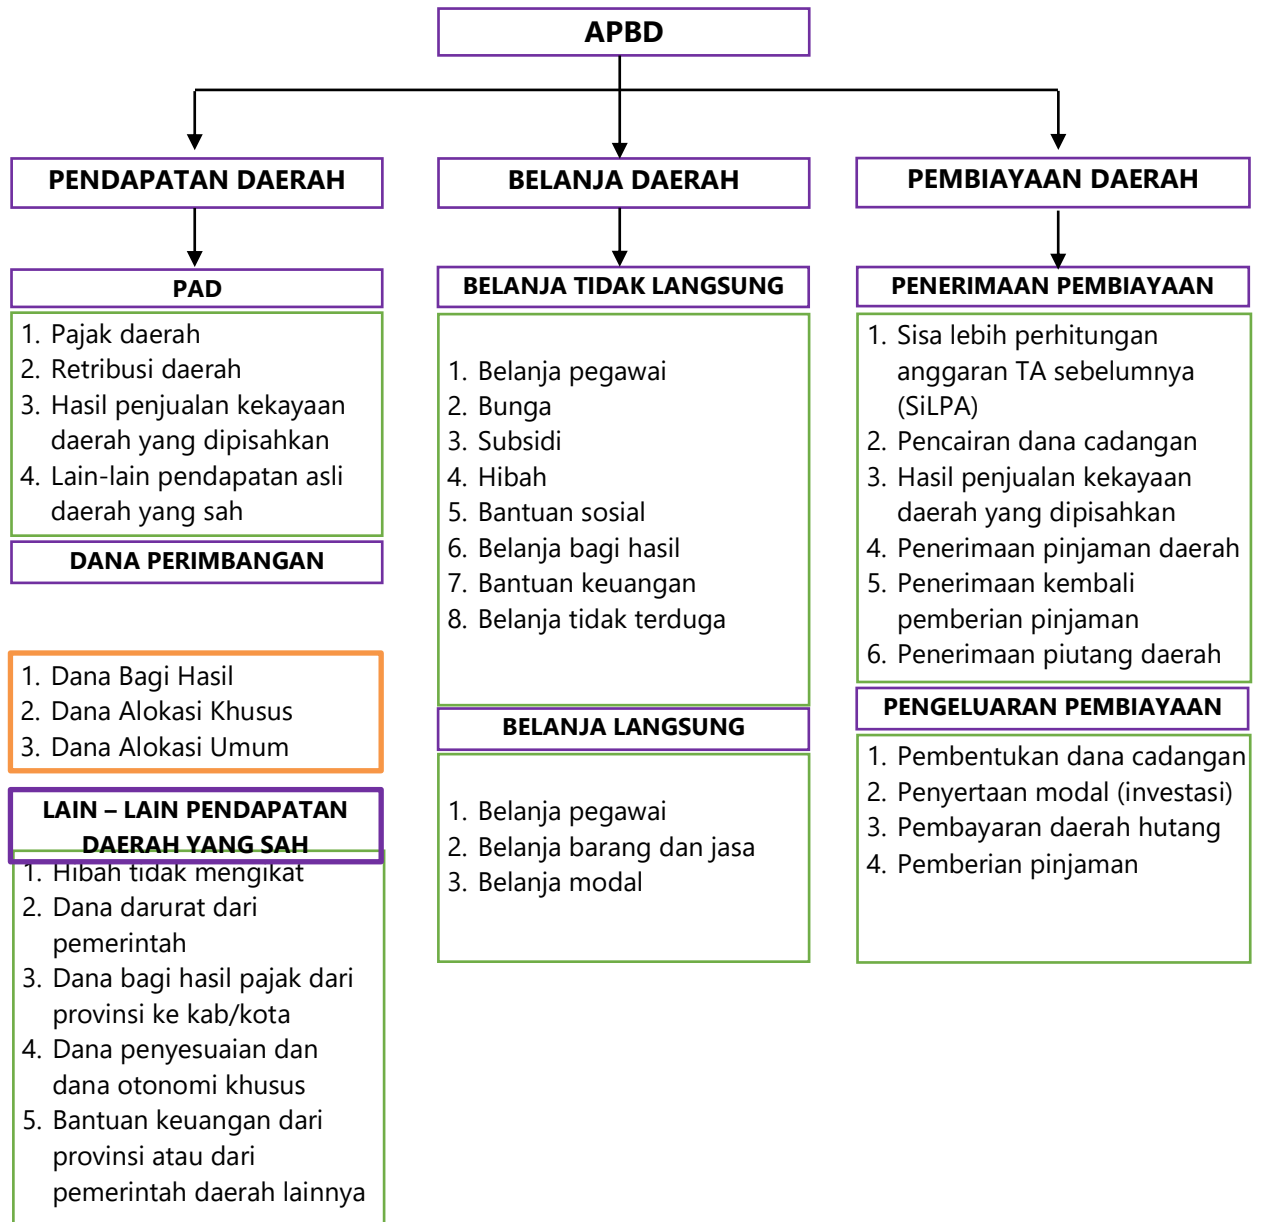 APBD
PENDAPATAN DAERAH
PAD
1. Pajak daerah
2. Retribusi daerah
3. Hasil penjualan kekayaan
daerah yang dipisahkan
4. Lain-lain pendapatan asli
daerah yang sah
DANA PERIMBANGAN
1. Dana Bagi Hasil
2. Dana Alokasi Khusus
3. Dana Alokasi Umum
LAIN – LAIN PENDAPATAN
DAERAH YANG SAH
1. Hibah tidak mengikat
2. Dana darurat dari
pemerintah
3. Dana bagi hasil pajak dari
provinsi ke kab/kota
4. Dana penyesuaian dan
dana otonomi khusus
5. Bantuan keuangan dari
provinsi atau dari
pemerintah daerah lainnya
BELANJA DAERAH
BELANJA TIDAK LANGSUNG
1. Belanja pegawai
2. Bunga
3. Subsidi
4. Hibah
5. Bantuan sosial
6. Belanja bagi hasil
7. Bantuan keuangan
8. Belanja tidak terduga
BELANJA LANGSUNG
1. Belanja pegawai
2. Belanja barang dan jasa
3. Belanja modal
PEMBIAYAAN DAERAH
PENERIMAAN PEMBIAYAAN
1. Sisa lebih perhitungan
anggaran TA sebelumnya
(SiLPA)
2. Pencairan dana cadangan
3. Hasil penjualan kekayaan
daerah yang dipisahkan
4. Penerimaan pinjaman daerah
5. Penerimaan kembali
pemberian pinjaman
6. Penerimaan piutang daerah
PENGELUARAN PEMBIAYAAN
1. Pembentukan dana cadangan
2. Penyertaan modal (investasi)
3. Pembayaran daerah hutang
4. Pemberian pinjaman